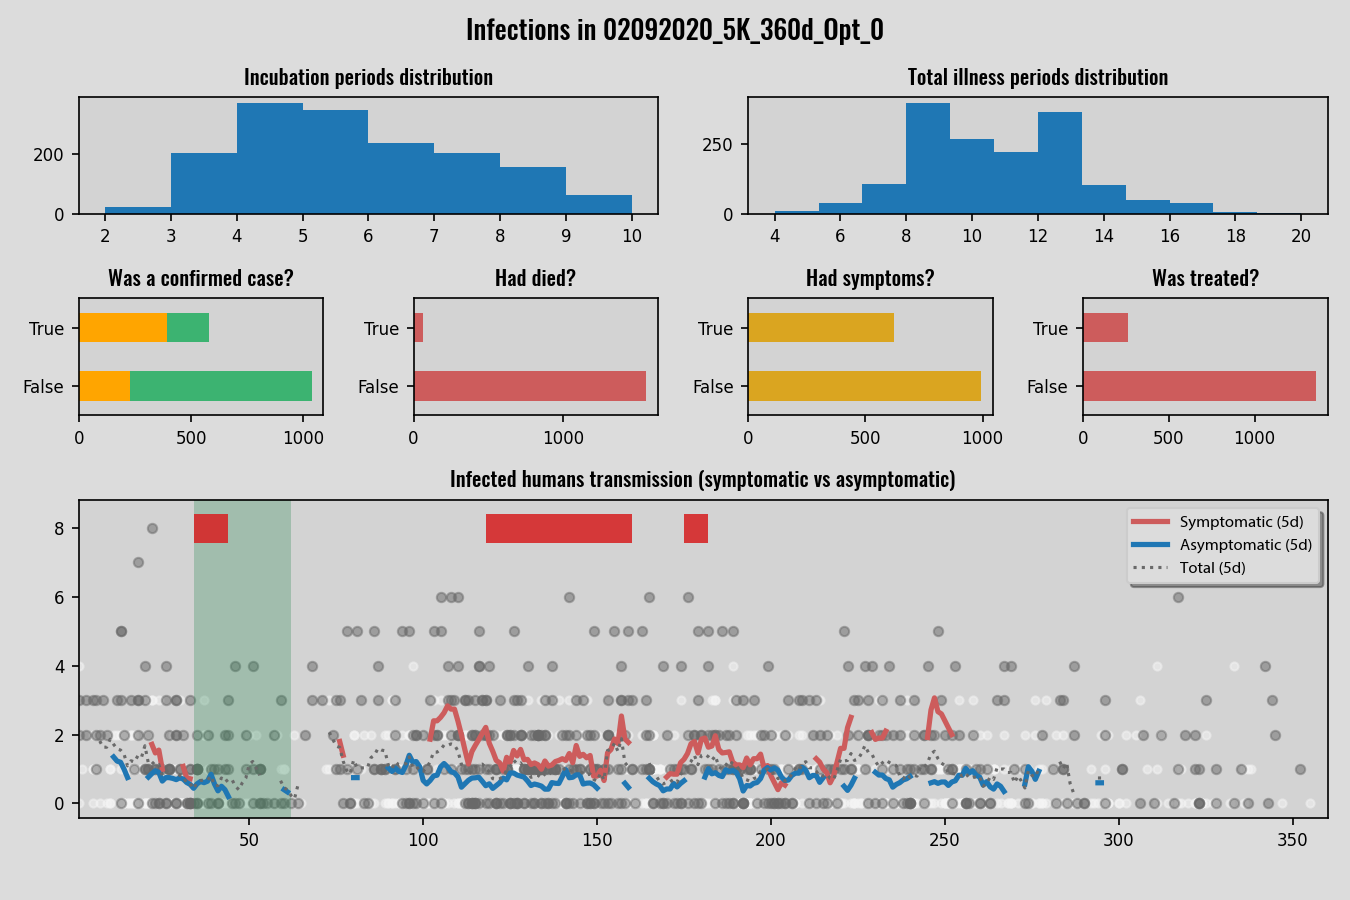 Infections in 02092020_5K_360d_Opt_0
Incubation periods distribution
Total illness periods distribution
200
0
2 3 4 5 6 7 8 9 10
250
0
4 6 8 10 12 14 16 18 20
Was a confirmed case?
Had died?
Had symptoms?
Was treated?
True
False
0 500 1000
True
False
0 1000
True
False
0 500 1000
True
False
0 500 1000
Infected humans transmission (symptomatic vs asymptomatic)
Symptomatic (5d)
Asymptomatic (5d)
Total (5d)
8
6
4
2
0
50 100 150 200 250 300 350